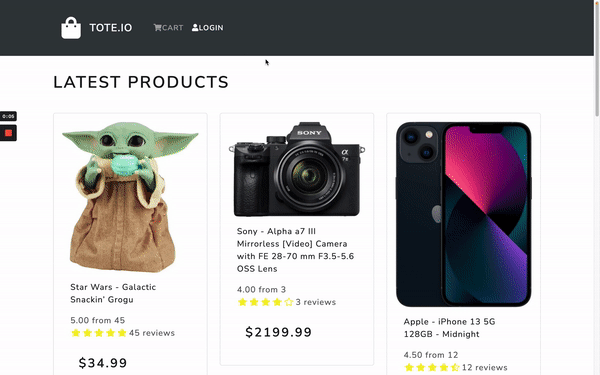 TOTE.IO
CART
LOGIN
LATEST PRODUCTS
0:05
Star Wars - Galactic
Snackin' Grogu
5.00 from 45
45 reviews
$34.99
SONY
α
7 III
Sony - Alpha a7 III
Mirrorless [Video] Camera
with FE 28-70 mm F3.5-5.6
OSS Lens
4.00 from 3
3 reviews
$2199.99
Apple - iPhone 13 5G
128GB - Midnight
4.50 from 12
12 reviews